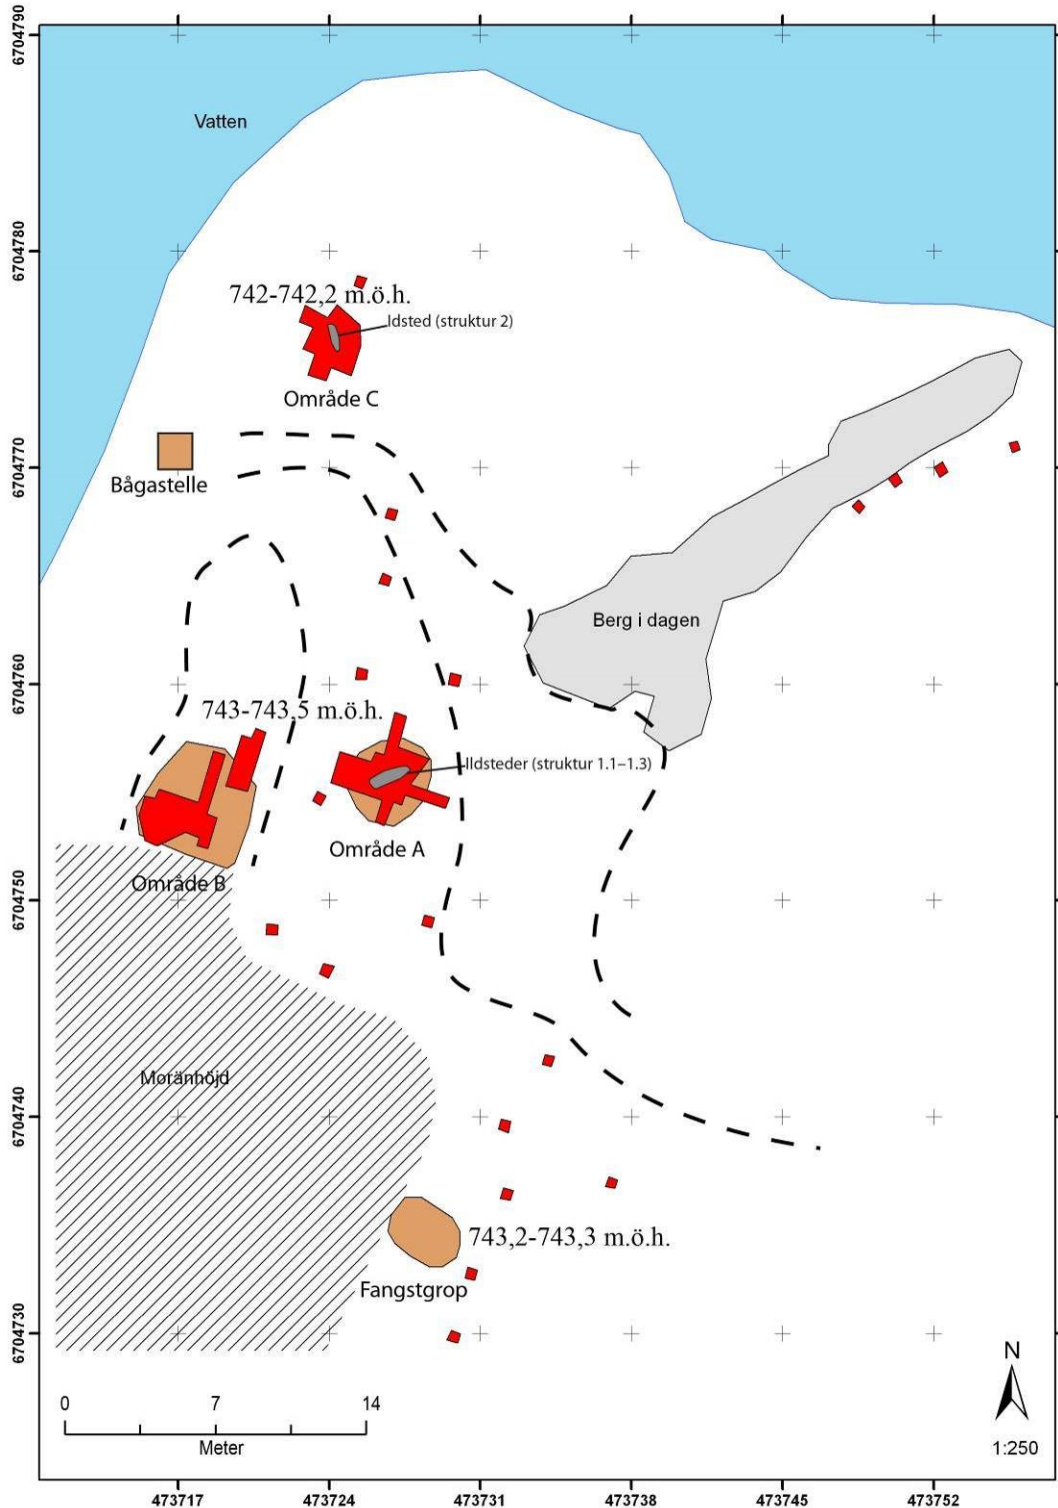 6704790
Vatten
6704780
742-742,2 m.ö.h.
Idsted (struktur 2)
Område C
6704770
Bågastelle
Berg i dagen
6704760
743-743,5 m.ö.h.
Ildsteder (struktur 1.1–1.3)
Område A
Område B
6704750
Moränhöjd
6704740
743,2-743,3 m.ö.h.
Fangstgrop
6704730
N
0 7 14
Meter
1:250
473717 473724 473731 473738 473745 473752